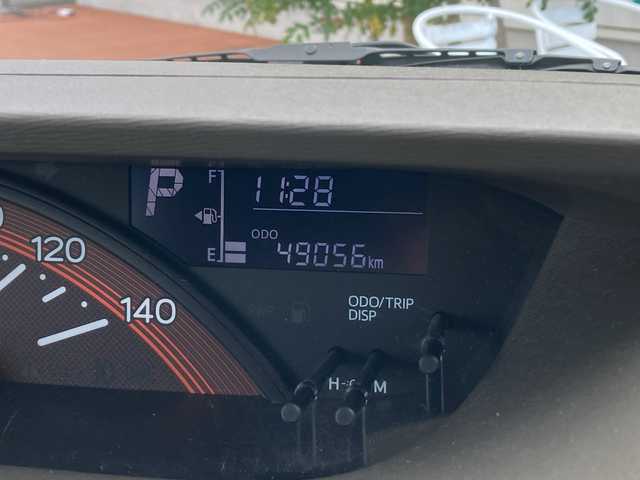 P
F
11:28
E
ODO
49056km
120
140
ODO/TRIP
DISP
H M